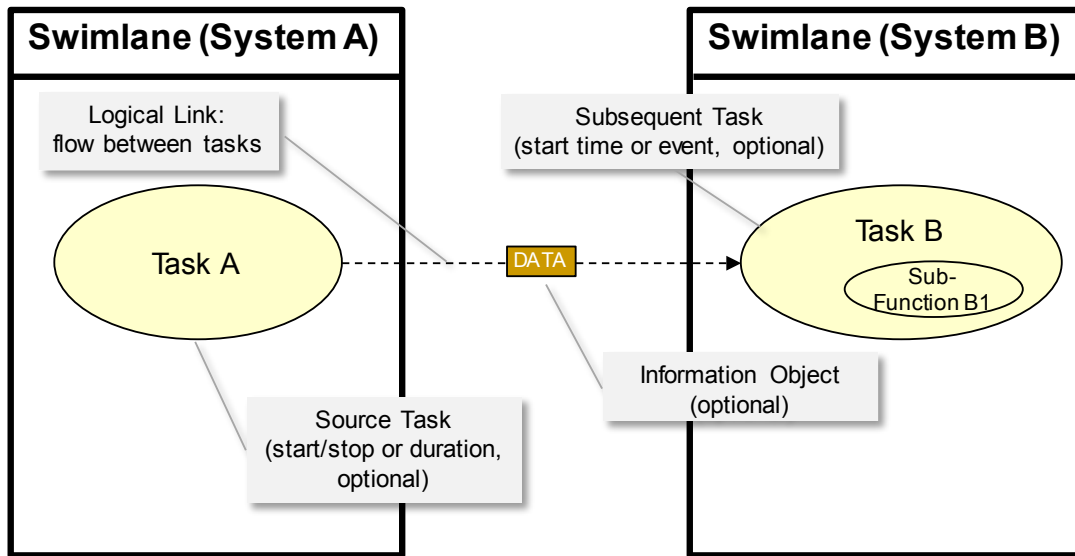 Swimlane (System A)
Swimlane (System B)
Logical Link:
flow between tasks
Subsequent Task
(start time or event, optional)
Task A
DATA
Task B
Sub-
Function B1
Information Object
(optional)
Source Task
(start/stop or duration,
optional)